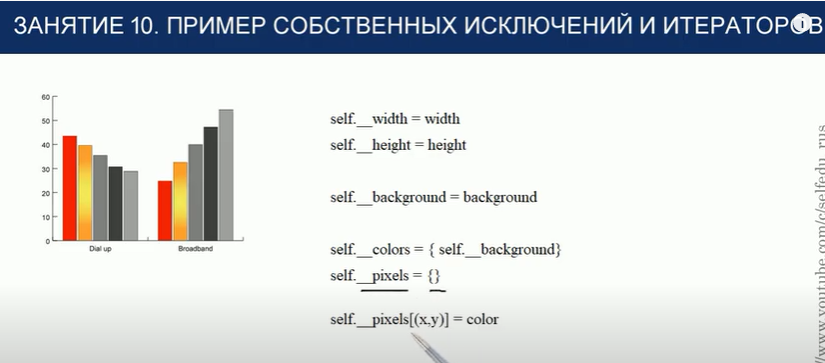 ЗАНЯТИЕ 10. ПРИМЕР СОБСТВЕННЫХ ИСКЛЮЧЕНИЙ И ИТЕРАТОРОВ
60
50
40
30
20
10
0
Dial up
Broadband
self.__width = width
self.__height = height
self.__background = background
self.__colors = { self.__background}
self.__pixels = {}
self.__pixels[(x,y)] = color
//www.youtube.com/c/selfedu_rus